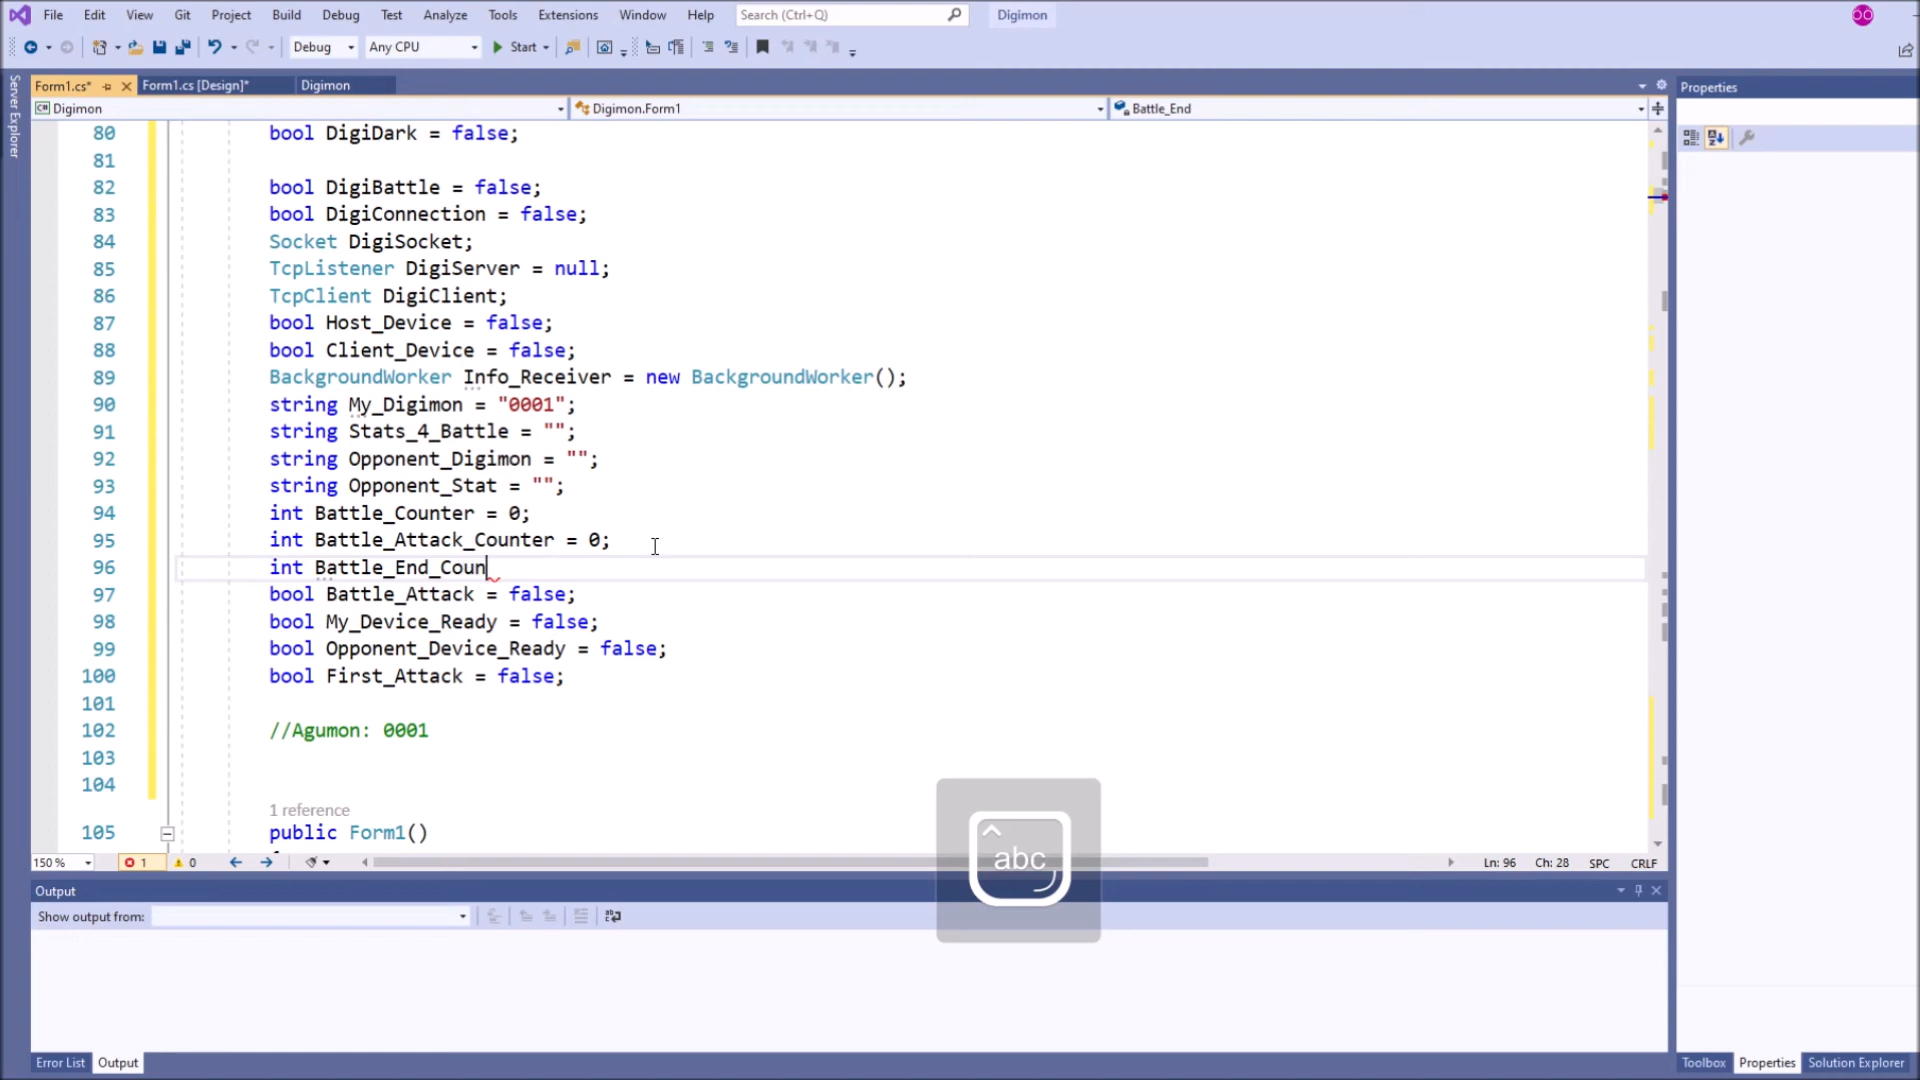 File Edit View Git Project Build Debug Test Analyze Tools Extensions Window Help Search (Ctrl+Q) Digimon
Debug Any CPU Start
Server Explorer
Form1.cs* Form1.cs [Design]* Digimon
Properties
C# Digimon Digimon.Form1 Battle_End
80 bool DigiDark = false;
81
82 bool DigiBattle = false;
83 bool DigiConnection = false;
84 Socket DigiSocket;
85 TcpListener DigiServer = null;
86 TcpClient DigiClient;
87 bool Host_Device = false;
88 bool Client_Device = false;
89 BackgroundWorker Info_Receiver = new BackgroundWorker();
90 string My_Digimon = "0001";
91 string Stats_4_Battle = "";
92 string Opponent_Digimon = "";
93 string Opponent_Stat = "";
94 int Battle_Counter = 0;
95 int Battle_Attack_Counter = 0;
96 int Battle_End_Coun
97 bool Battle_Attack = false;
98 bool My_Device_Ready = false;
99 bool Opponent_Device_Ready = false;
100 bool First_Attack = false;
101
102 //Agumon: 0001
103
104
1 reference
105 public Form1()
abc
150 % 1 0 Ln: 96 Ch: 28 SPC CRLF
Output
Show output from:
Error List Output
Toolbox Properties Solution Explorer